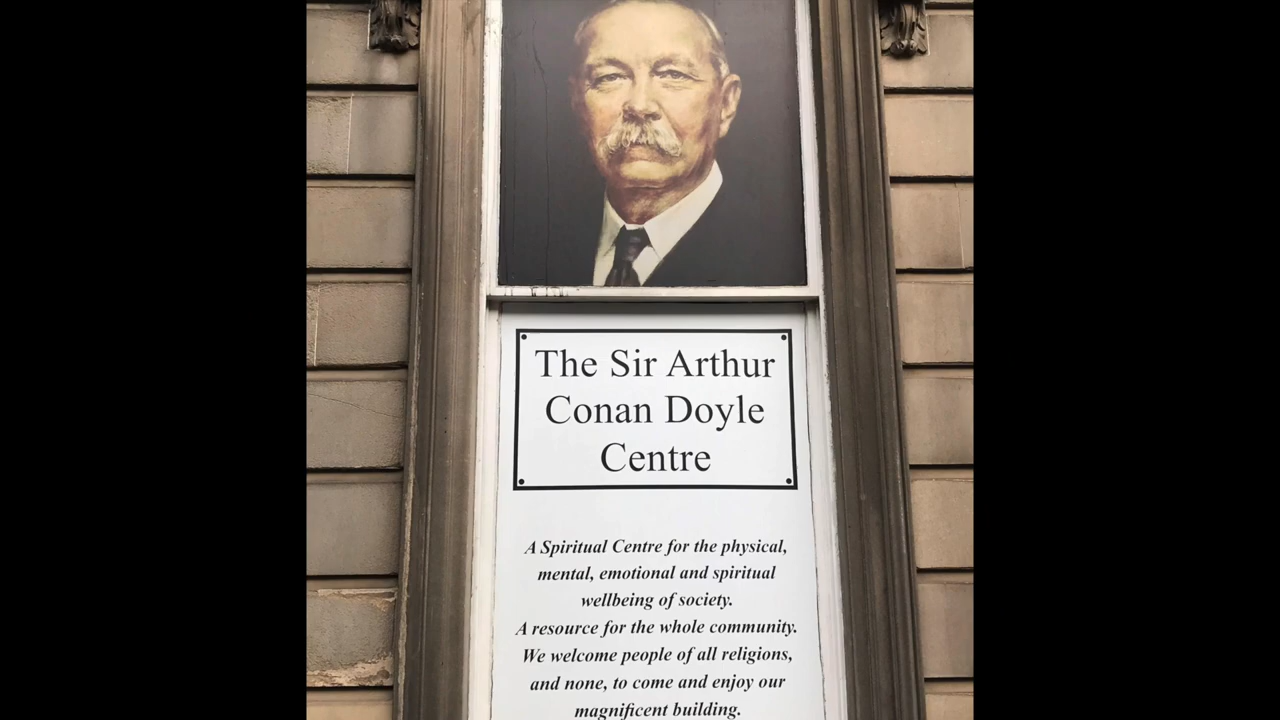 The Sir Arthur
Conan Doyle
Centre
A Spiritual Centre for the physical,
mental, emotional and spiritual
wellbeing of society.
A resource for the whole community.
We welcome people of all religions,
and none, to come and enjoy our
magnificent building.